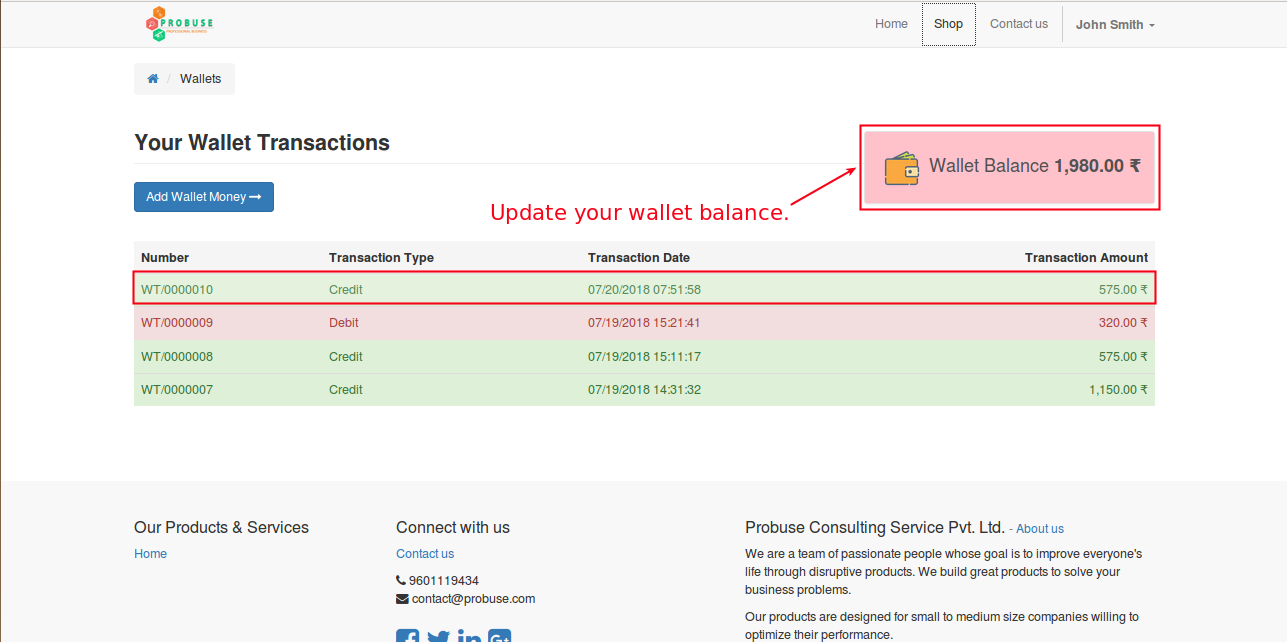 PROBUSE
PROFESSIONAL BUSINESS
Home Shop Contact us John Smith
/ Wallets
Your Wallet Transactions
Wallet Balance 1,980.00 ₹
Add Wallet Money
Update your wallet balance.
Number Transaction Type Transaction Date Transaction Amount
WT/0000010 Credit 07/20/2018 07:51:58 575.00 ₹
WT/0000009 Debit 07/19/2018 15:21:41 320.00 ₹
WT/0000008 Credit 07/19/2018 15:11:17 575.00 ₹
WT/0000007 Credit 07/19/2018 14:31:32 1,150.00 ₹
Our Products & Services
Home
Connect with us
Contact us
9601119434
contact@probuse.com
Probuse Consulting Service Pvt. Ltd. - About us
We are a team of passionate people whose goal is to improve everyone's
life through disruptive products. We build great products to solve your
business problems.
Our products are designed for small to medium size companies willing to
optimize their performance.